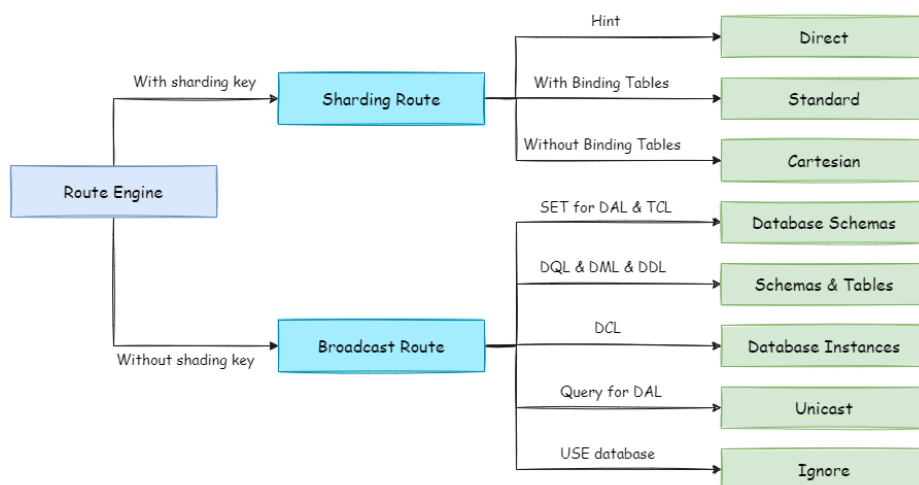 Hint
Direct
With sharding key
Sharding Route
With Binding Tables
Standard
Without Binding Tables
Cartesian
Route Engine
SET for DAL & TCL
Database Schemas
DQL & DML & DDL
Schemas & Tables
Without shading key
Broadcast Route
DCL
Database Instances
Query for DAL
Unicast
USE database
Ignore